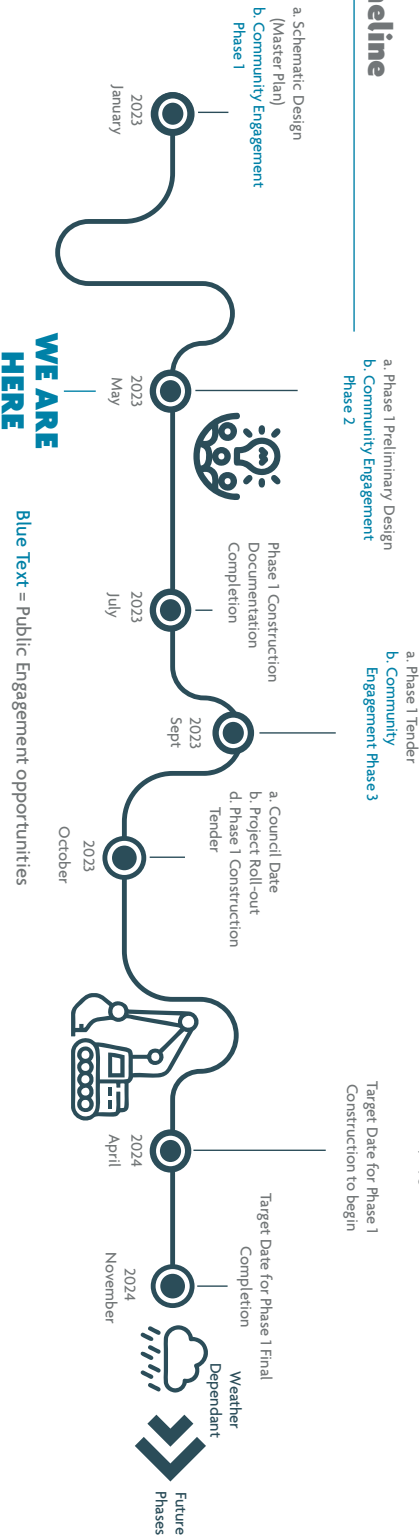 eline
a. Schematic Design
(Master Plan)
b. Community Engagement
Phase 1
2023
January
a. Phase 1 Preliminary Design
b. Community Engagement
Phase 2
2023
May
WE ARE
HERE
Phase 1 Construction
Documentation
Completion
2023
July
a. Phase 1 Tender
b. Community
Engagement Phase 3
2023
Sept
a. Council Date
b. Project Roll-out
d. Phase 1 Construction
Tender
2023
October
Target Date for Phase 1
Construction to begin
2024
April
Target Date for Phase 1 Final
Completion
2024
November
Weather
Dependant
Future
Phases
Blue Text = Public Engagement opportunities